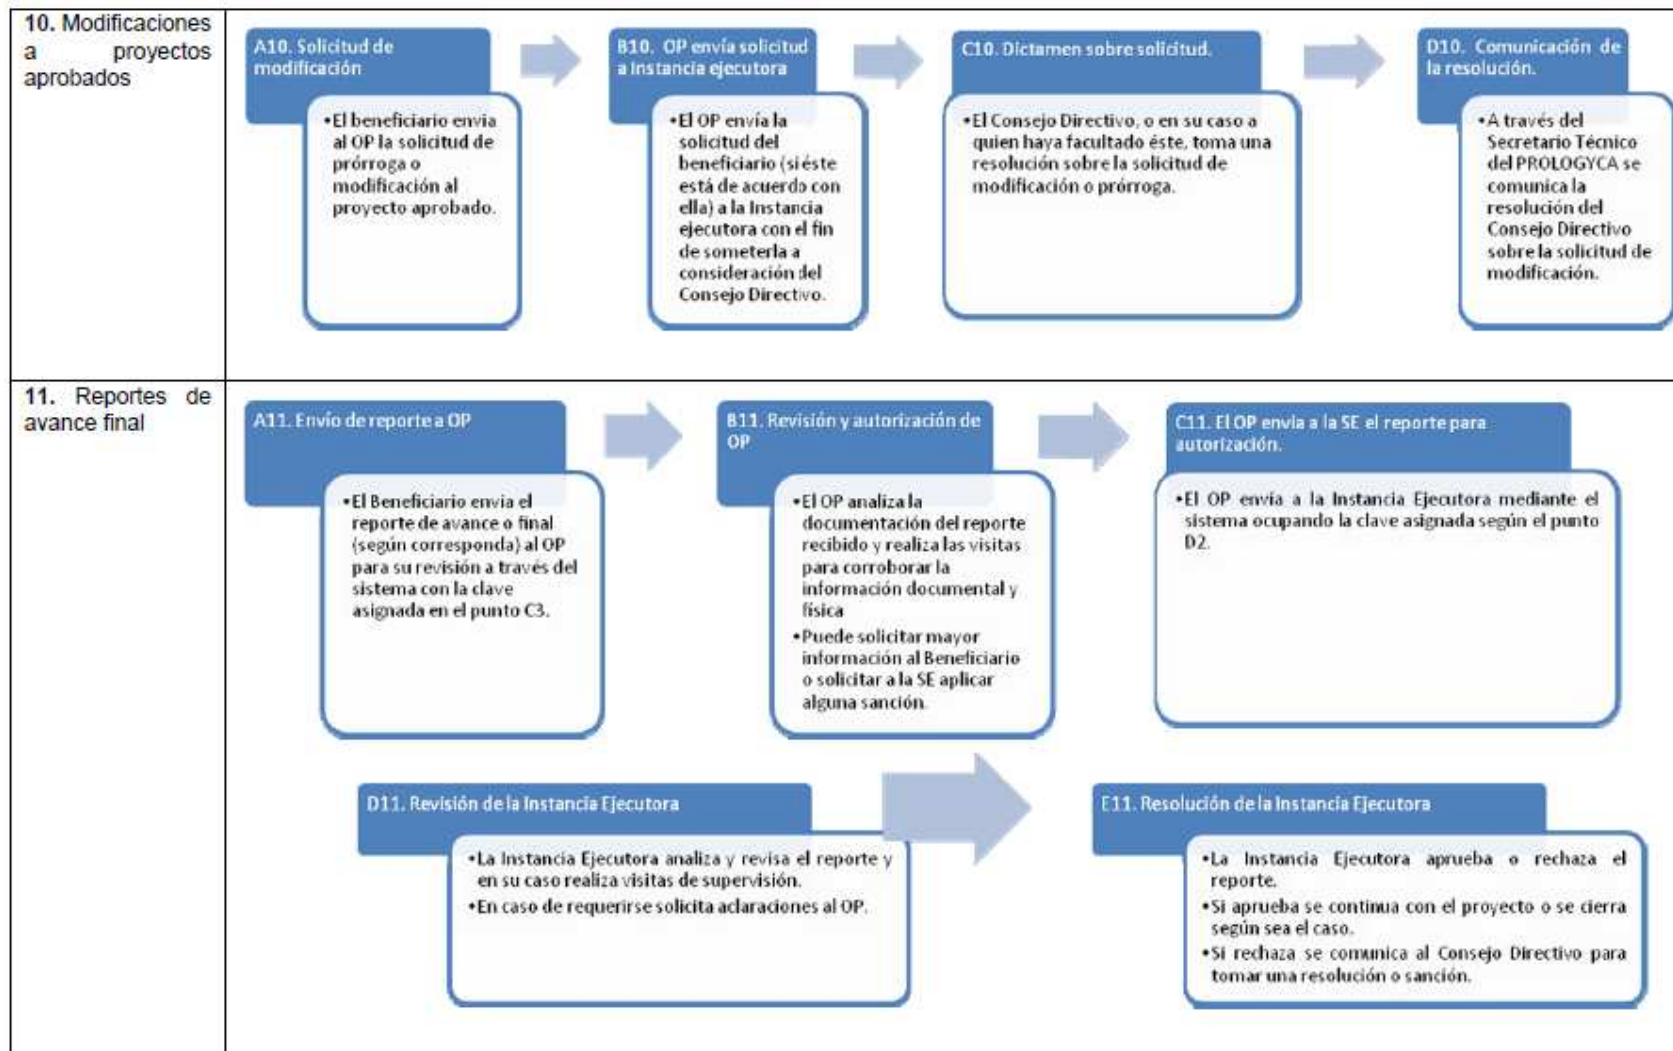 10. Modificaciones
a proyectos
aprobados
A10. Solicitud de
modificación
•El beneficiario envia
al OP la solicitud de
prórroga o
modificación al
proyecto aprobado.
B10. OP envía solicitud
a Instancia ejecutora
•El OP envía la
solicitud del
beneficiario (si éste
está de acuerdo con
ella) a la Instancia
ejecutora con el fin
de someterla a
consideración del
Consejo Directivo.
C10. Dictamen sobre solicitud.
•El Consejo Directivo, o en su caso a
quien haya facultado éste, toma una
resolución sobre la solicitud de
modificación o prórroga.
D10. Comunicación de
la resolución.
•A través del
Secretario Técnico
del PROLOGYCA se
comunica la
resolución del
Consejo Directivo
sobre la solicitud de
modificación.
11. Reportes de
avance final
A11. Envío de reporte a OP
•El Beneficiario envia el
reporte de avance o final
(según corresponda) al OP
para su revisión a través del
sistema con la clave
asignada en el punto C3.
B11. Revisión y autorización de
OP
•El OP analiza la
documentación del reporte
recibido y realiza las visitas
para corroborar la
información documental y
física
•Puede solicitar mayor
información al Beneficiario
o solicitar a la SE aplicar
alguna sanción.
C11. El OP envia a la SE el reporte para
autorización.
•El OP envía a la Instancia Ejecutora mediante el
sistema ocupando la clave asignada según el punto
D2.
D11. Revisión de la Instancia Ejecutora
•La Instancia Ejecutora analiza y revisa el reporte y
en su caso realiza visitas de supervisión.
•En caso de requerirse solicita aclaraciones al OP.
E11. Resolución de la Instancia Ejecutora
•La Instancia Ejecutora aprueba o rechaza el
reporte.
•Si aprueba se continua con el proyecto o se cierra
según sea el caso.
•Si rechaza se comunica al Consejo Directivo para
tomar una resolución o sanción.